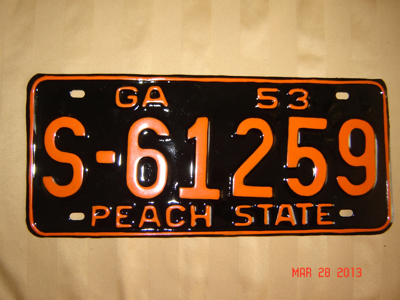 GA 53
S-61259
PEACH STATE
MAR 28 2013